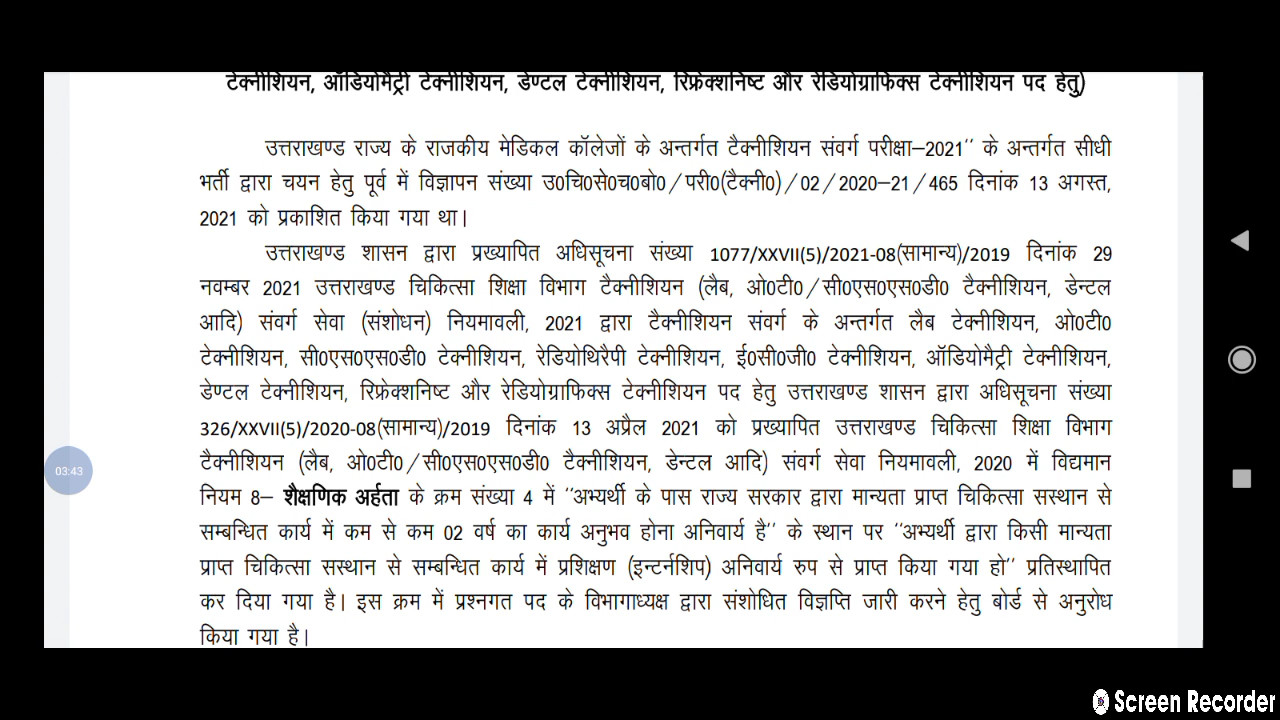 टेक्नीशियन, ऑडियोमैट्री टेक्नीशियन, डेण्टल टेक्नीशियन, रिफ्रेक्शनिष्ट और रेडियोग्राफिक्स टेक्नीशियन पद हेतु)
उत्तराखण्ड राज्य के राजकीय मेडिकल कॉलेजों के अन्तर्गत टैक्नीशियन संवर्ग परीक्षा–2021'' के अन्तर्गत सीधी
भर्ती द्वारा चयन हेतु पूर्व में विज्ञापन संख्या उ0चि0से0च0बो0/परी0(टैक्नी0)/02/2020–21/465 दिनांक 13 अगस्त,
2021 को प्रकाशित किया गया था।
उत्तराखण्ड शासन द्वारा प्रख्यापित अधिसूचना संख्या 1077/XXVII(5)/2021-08(सामान्य)/2019 दिनांक 29
नवम्बर 2021 उत्तराखण्ड चिकित्सा शिक्षा विभाग टैक्नीशियन (लैब, ओ0टी0/सी0एस0एस0डी0 टैक्नीशियन, डेन्टल
आदि) संवर्ग सेवा (संशोधन) नियमावली, 2021 द्वारा टैक्नीशियन संवर्ग के अन्तर्गत लैब टेक्नीशियन, ओ0टी0
टेक्नीशियन, सी0एस0एस0डी0 टेक्नीशियन, रेडियोथिरैपी टेक्नीशियन, ई0सी0जी0 टेक्नीशियन, ऑडियोमैट्री टेक्नीशियन,
डेण्टल टेक्नीशियन, रिफ्रेक्शनिष्ट और रेडियोग्राफिक्स टेक्नीशियन पद हेतु उत्तराखण्ड शासन द्वारा अधिसूचना संख्या
326/XXVII(5)/2020-08(सामान्य)/2019 दिनांक 13 अप्रैल 2021 को प्रख्यापित उत्तराखण्ड चिकित्सा शिक्षा विभाग
टैक्नीशियन (लैब, ओ0टी0/सी0एस0एस0डी0 टैक्नीशियन, डेन्टल आदि) संवर्ग सेवा नियमावली, 2020 में विद्यमान
नियम 8– शैक्षणिक अर्हता के क्रम संख्या 4 में ''अभ्यर्थी के पास राज्य सरकार द्वारा मान्यता प्राप्त चिकित्सा सस्थान से
सम्बन्धित कार्य में कम से कम 02 वर्ष का कार्य अनुभव होना अनिवार्य है'' के स्थान पर ''अभ्यर्थी द्वारा किसी मान्यता
प्राप्त चिकित्सा सस्थान से सम्बन्धित कार्य में प्रशिक्षण (इन्टर्नशिप) अनिवार्य रुप से प्राप्त किया गया हो'' प्रतिस्थापित
कर दिया गया है। इस क्रम में प्रश्नगत पद के विभागाध्यक्ष द्वारा संशोधित विज्ञप्ति जारी करने हेतु बोर्ड से अनुरोध
किया गया है।
03:43
Screen Recorder